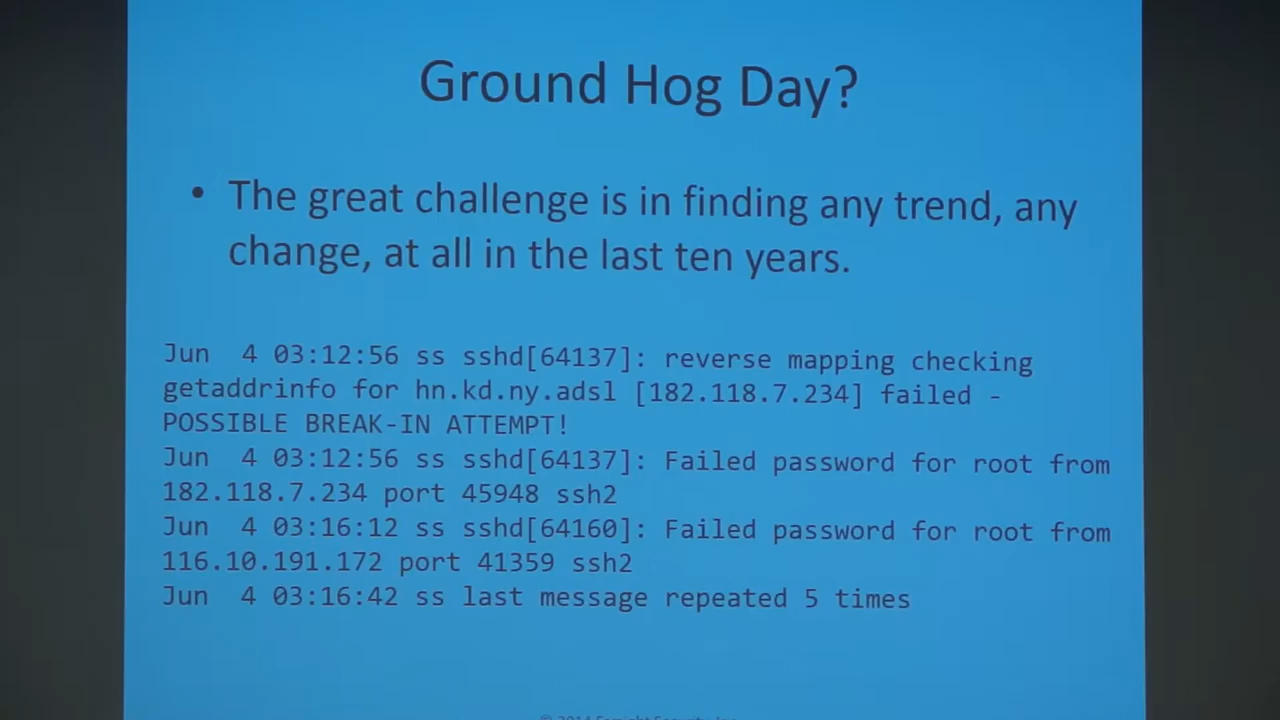 Ground Hog Day?
• The great challenge is in finding any trend, any
change, at all in the last ten years.
Jun  4 03:12:56 ss sshd[64137]: reverse mapping checking
getaddrinfo for hn.kd.ny.adsl [182.118.7.234] failed -
POSSIBLE BREAK-IN ATTEMPT!
Jun  4 03:12:56 ss sshd[64137]: Failed password for root from
182.118.7.234 port 45948 ssh2
Jun  4 03:16:12 ss sshd[64160]: Failed password for root from
116.10.191.172 port 41359 ssh2
Jun  4 03:16:42 ss last message repeated 5 times